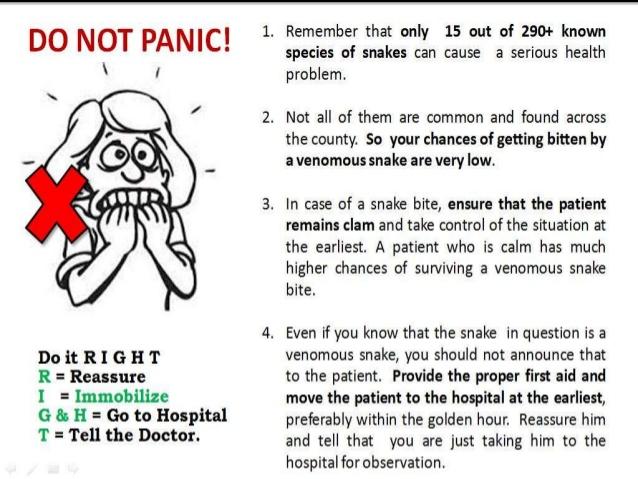 DO NOT PANIC!
1. Remember that only 15 out of 290+ known
species of snakes can cause a serious health
problem.
2. Not all of them are common and found across
the county. So your chances of getting bitten by
a venomous snake are very low.
3. In case of a snake bite, ensure that the patient
remains clam and take control of the situation at
the earliest. A patient who is calm has much
higher chances of surviving a venomous snake
bite.
4. Even if you know that the snake in question is a
venomous snake, you should not announce that
to the patient. Provide the proper first aid and
move the patient to the hospital at the earliest,
preferably within the golden hour. Reassure him
and tell that you are just taking him to the
hospital for observation.
Do it R I G H T
R = Reassure
I = Immobilize
G & H = Go to Hospital
T = Tell the Doctor.